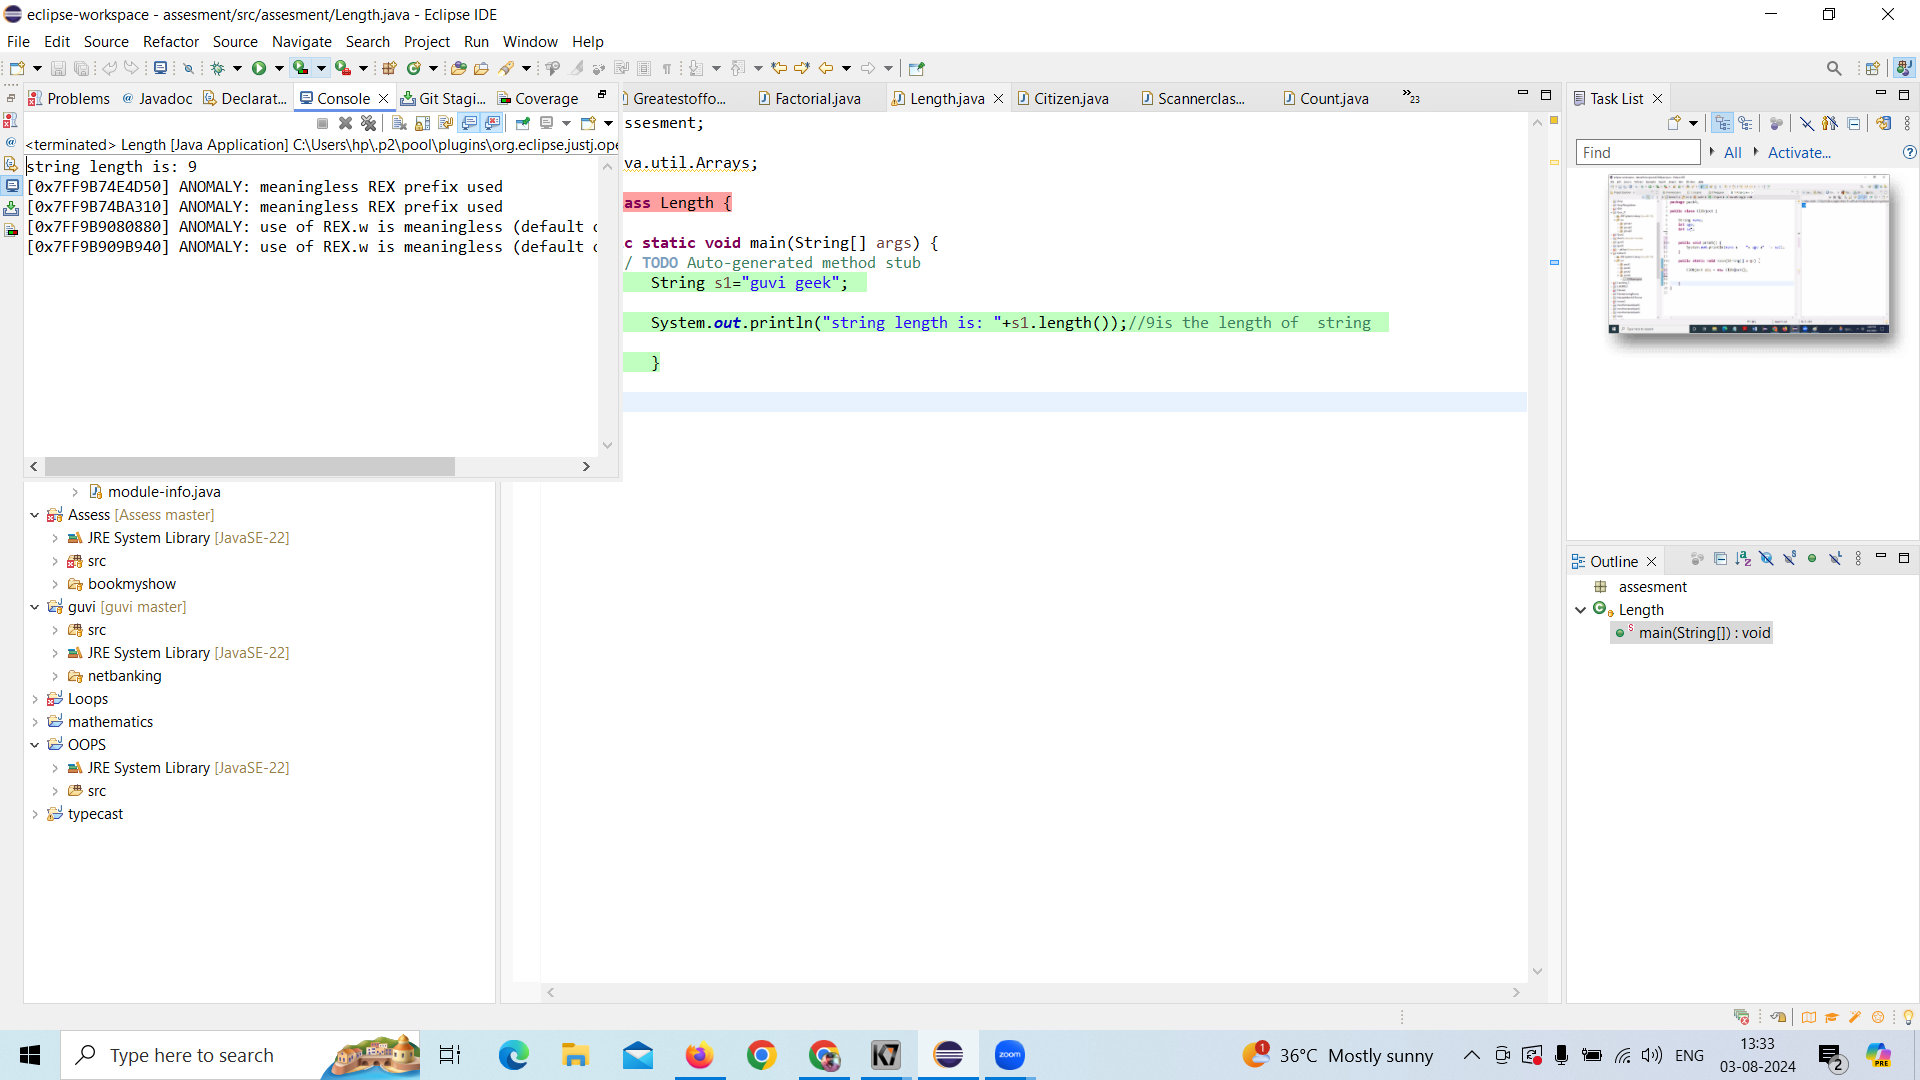 eclipse-workspace - assesment/src/assesment/Length.java - Eclipse IDE
File Edit Source Refactor Source Navigate Search Project Run Window Help
Problems @ Javadoc Declarat... Console Git Stagi... Coverage
Greatestoffo... Factorial.java Length.java Citizen.java Scannerclas... Count.java »23
Task List
<terminated> Length [Java Application] C:\Users\hp\.p2\pool\plugins\org.eclipse.justj.ope
string length is: 9
[0x7FF9B74E4D50] ANOMALY: meaningless REX prefix used
[0x7FF9B74BA310] ANOMALY: meaningless REX prefix used
[0x7FF9B9080880] ANOMALY: use of REX.w is meaningless (default
[0x7FF9B909B940] ANOMALY: use of REX.w is meaningless (default
ssesment;
va.util.Arrays;
ass Length {
c static void main(String[] args) {
/ TODO Auto-generated method stub
String s1="guvi geek";
System.out.println("string length is: "+s1.length());//9is the length of  string
}
Find All Activate...
module-info.java
Assess [Assess master]
JRE System Library [JavaSE-22]
src
bookmyshow
guvi [guvi master]
src
JRE System Library [JavaSE-22]
netbanking
Loops
mathematics
OOPS
JRE System Library [JavaSE-22]
src
typecast
Outline
assesment
Length
main(String[]) : void
Type here to search
zoom
1
36°C Mostly sunny
ENG
13:33
03-08-2024
2
PRE